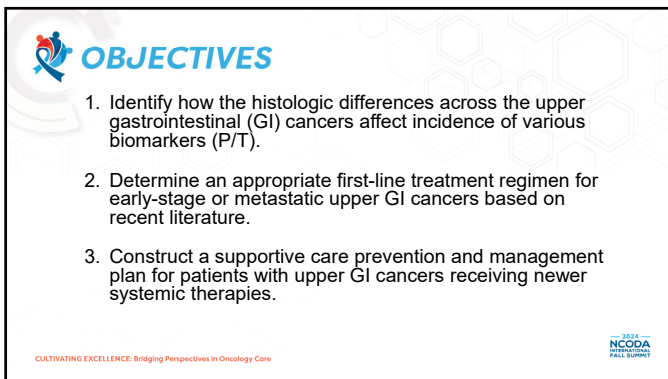 OBJECTIVES
1. Identify how the histologic differences across the upper
gastrointestinal (GI) cancers affect incidence of various
biomarkers (P/T).
2. Determine an appropriate first-line treatment regimen for
early-stage or metastatic upper GI cancers based on
recent literature.
3. Construct a supportive care prevention and management
plan for patients with upper GI cancers receiving newer
systemic therapies.
CULTIVATING EXCELLENCE: Bridging Perspectives in Oncology Care
2024
NCODA
INTERNATIONAL
FALL SUMMIT